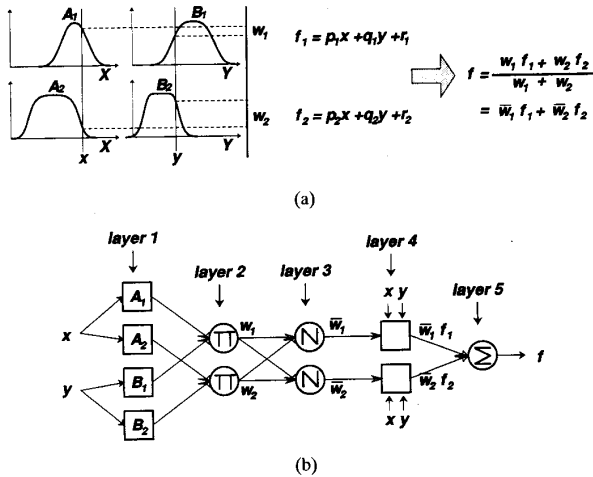 A₁
B₁
w₁
X
Y
f₁ = p₁x + q₁y + r₁
A₂
B₂
w₂
X
Y
x
y
f₂ = p₂x + q₂y + r₂
f = w₁ f₁ + w₂ f₂ / w₁ + w₂
= w̅₁ f₁ + w̅₂ f₂
(a)
layer 1
layer 2
layer 3
layer 4
layer 5
x y
A₁
A₂
B₁
B₂
x
y
Π
Π
w₁
w₂
N
N
w̅₁
w̅₂
w̅₁ f₁
w̅₂ f₂
x y
Σ
f
(b)